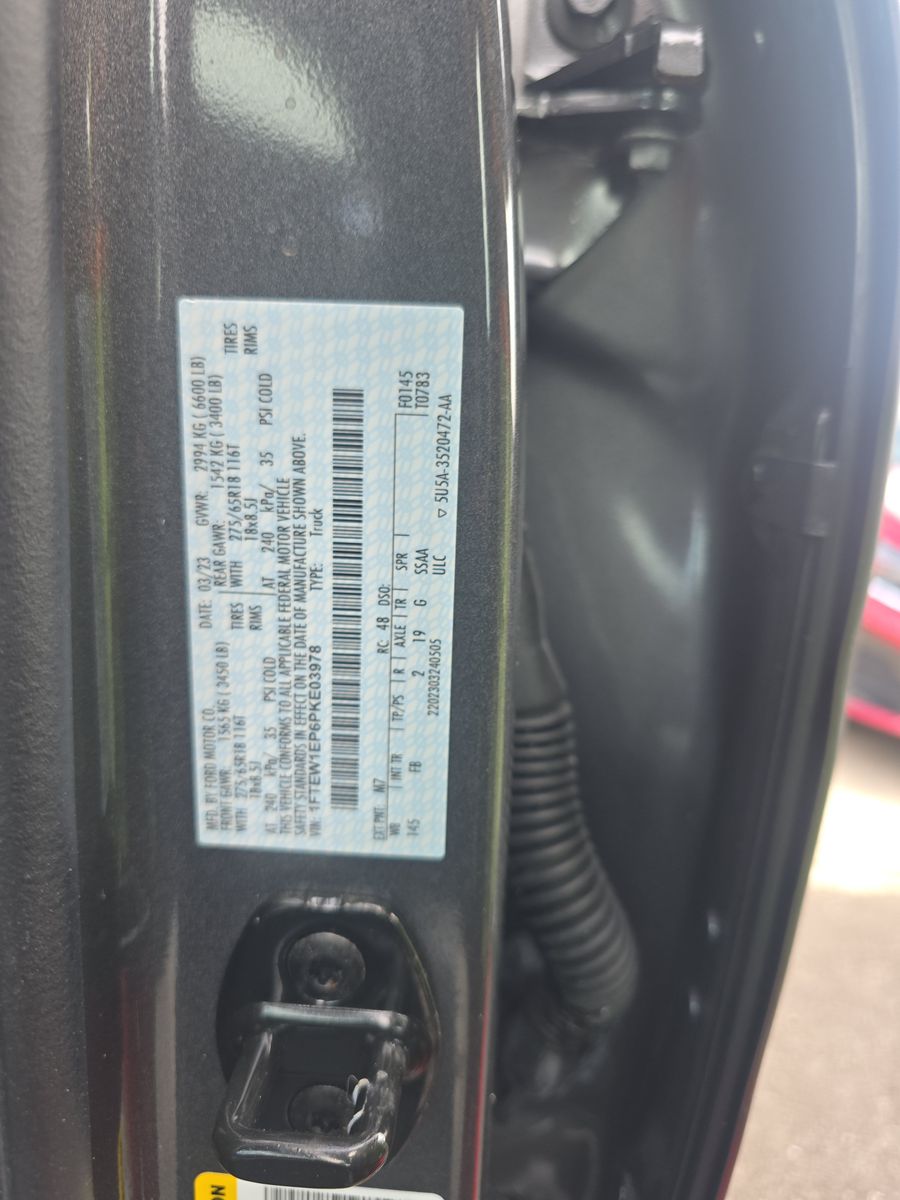 MFD. BY FORD MOTOR CO.
DATE: 03/23 GVWR: 2994 KG ( 6600 LB)
FRONT GAWR: 1565 KG ( 3450 LB) REAR GAWR: 1542 KG ( 3400 LB)
WITH 275/65R18 116T TIRES WITH 275/65R18 116T TIRES
18x8.5J RIMS 18x8.5J RIMS
AT 240 kPa/ 35 PSI COLD AT 240 kPa/ 35 PSI COLD
THIS VEHICLE CONFORMS TO ALL APPLICABLE FEDERAL MOTOR VEHICLE
SAFETY STANDARDS IN EFFECT ON THE DATE OF MANUFACTURE SHOWN ABOVE.
VIN: 1FTEW1EP6PKE03978 TYPE: Truck
EXT PNT: M7 RC: 48 DSO: F0145
WB INT TR TP/PS R AXLE TR SPR T0783
145 FB 2 19 G SSAA
2202303240505 ULC ▽ 5U5A-3520472-AA
ON